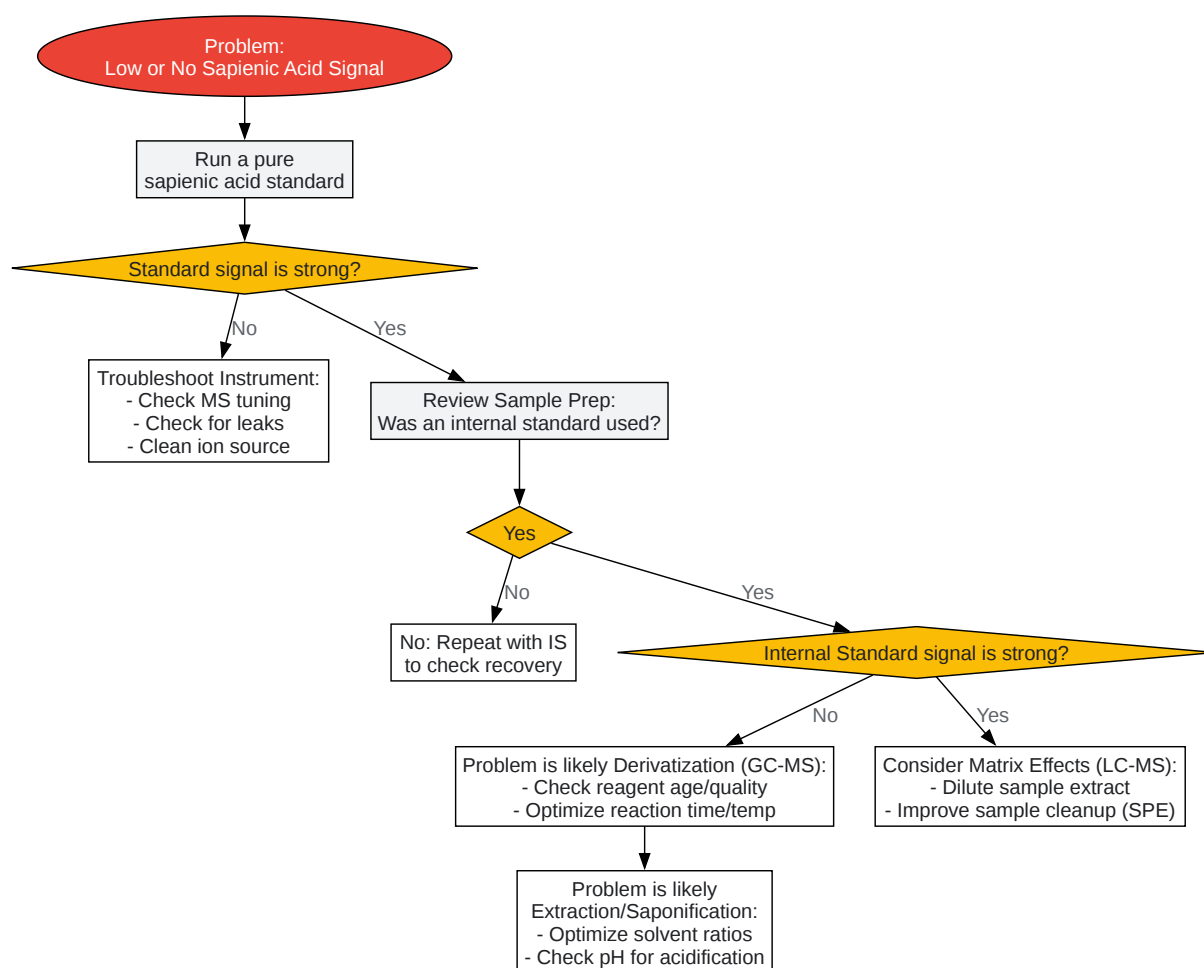 Problem:
Low or No Sapienic Acid Signal
Run a pure
sapienic acid standard
Standard signal is strong?
No
Yes
Troubleshoot Instrument:
- Check MS tuning
- Check for leaks
- Clean ion source
Review Sample Prep:
Was an internal standard used?
Yes
No
Yes
No: Repeat with IS
to check recovery
Internal Standard signal is strong?
No
Yes
Problem is likely Derivatization (GC-MS):
- Check reagent age/quality
- Optimize reaction time/temp
Consider Matrix Effects (LC-MS):
- Dilute sample extract
- Improve sample cleanup (SPE)
Problem is likely
Extraction/Saponification:
- Optimize solvent ratios
- Check pH for acidification